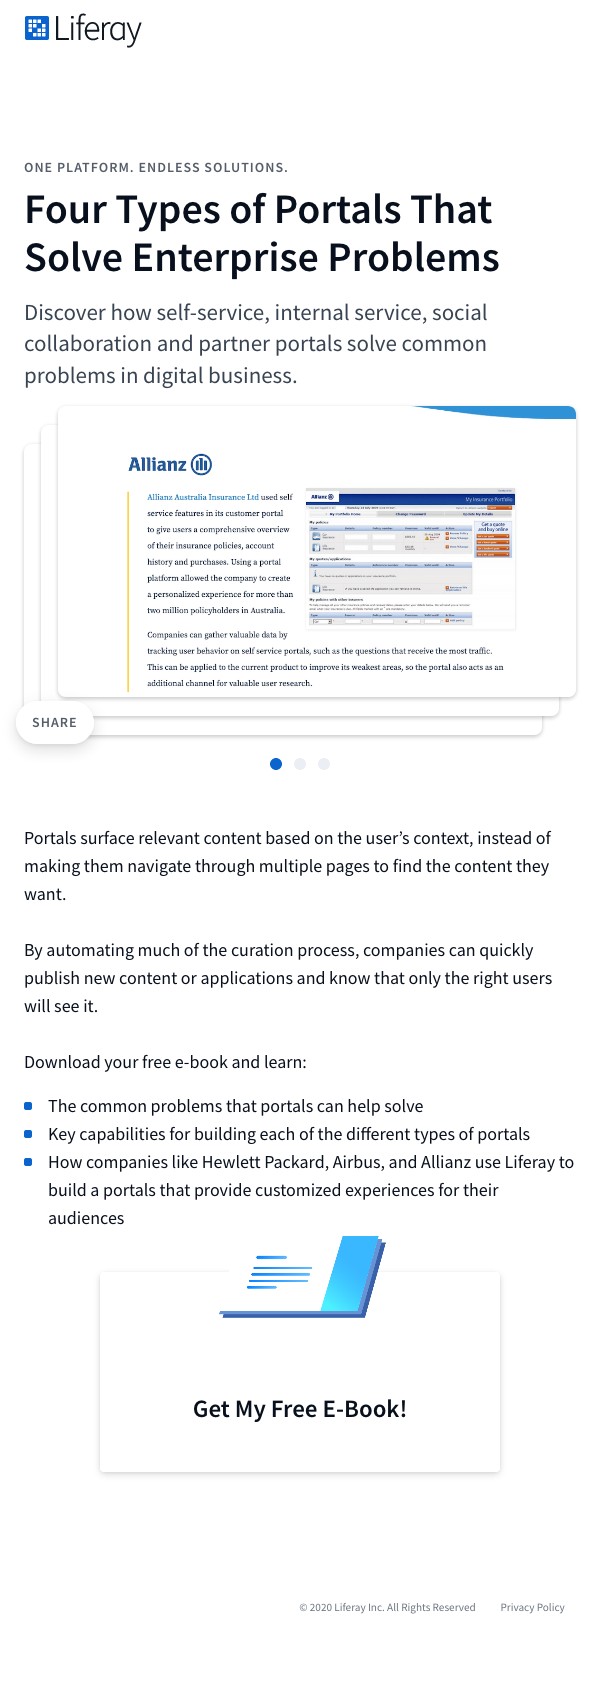 Liferay
ONE PLATFORM. ENDLESS SOLUTIONS.
Four Types of Portals That
Solve Enterprise Problems
Discover how self-service, internal service, social
collaboration and partner portals solve common
problems in digital business.
Allianz
Allianz Australia Insurance Ltd used self
service features in its customer portal
to give users a comprehensive overview
of their insurance policies, account
history and purchases. Using a portal
platform allowed the company to create
a personalized experience for more than
two million policyholders in Australia.
Allianz
My Insurance Portfolio
My Portfolio Home Change Password Update My Details
My policies
Get a quote
and buy online
My quotes/applications
My policies with other insurers
Companies can gather valuable data by
tracking user behavior on self service portals, such as the questions that receive the most traffic.
This can be applied to the current product to improve its weakest areas, so the portal also acts as an
additional channel for valuable user research.
SHARE
Portals surface relevant content based on the user’s context, instead of
making them navigate through multiple pages to find the content they
want.
By automating much of the curation process, companies can quickly
publish new content or applications and know that only the right users
will see it.
Download your free e-book and learn:
The common problems that portals can help solve
Key capabilities for building each of the different types of portals
How companies like Hewlett Packard, Airbus, and Allianz use Liferay to
build a portals that provide customized experiences for their
audiences
Get My Free E-Book!
© 2020 Liferay Inc. All Rights Reserved Privacy Policy